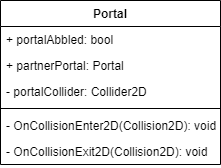 Portal
+ portalAbbled: bool
+ partnerPortal: Portal
- portalCollider: Collider2D
- OnCollisionEnter2D(Collision2D): void
- OnCollisionExit2D(Collision2D): void